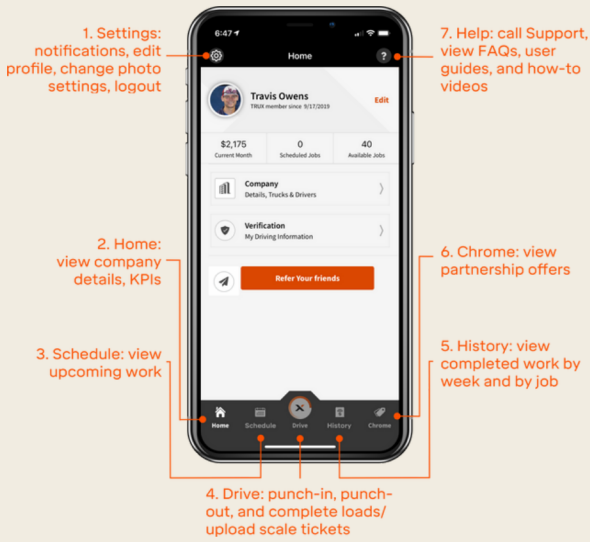 1. Settings:
notifications, edit
profile, change photo
settings, logout
7. Help: call Support,
view FAQs, user
guides, and how-to
videos
6:47
Home
?
Travis Owens
TRUX member since 9/17/2019
Edit
$2,175
Current Month
0
Scheduled Jobs
40
Available Jobs
Company
Details, Trucks & Drivers
Verification
My Driving Information
Refer Your friends
2. Home:
view company
details, KPIs
6. Chrome: view
partnership offers
3. Schedule: view
upcoming work
5. History: view
completed work by
week and by job
Home
Schedule
Drive
History
Chrome
4. Drive: punch-in, punch-
out, and complete loads/
upload scale tickets